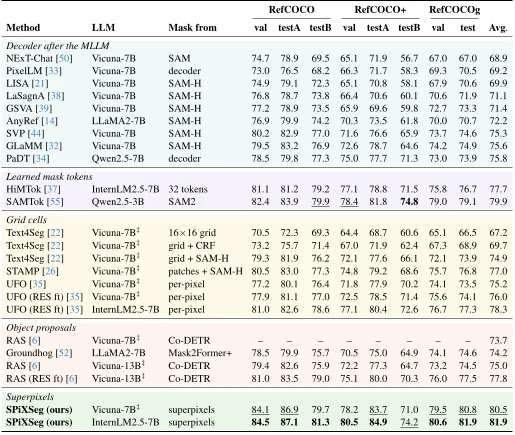 RefCOCO RefCOCO+ RefCOCOg
Method LLM Mask from val testA testB val testA testB val test Avg.
Decoder after the MLLM
NExT-Chat [50] Vicuna-7B SAM 74.7 78.9 69.5 65.1 71.9 56.7 67.0 67.0 68.9
PixelLM [33] Vicuna-7B decoder 73.0 76.5 68.2 66.3 71.7 58.3 69.3 70.5 69.2
LISA [21] Vicuna-7B SAM-H 74.9 79.1 72.3 65.1 70.8 58.1 67.9 70.6 69.9
LaSagnA [38] Vicuna-7B SAM-H 76.8 78.7 73.8 66.4 70.6 60.1 70.6 71.9 71.1
GSVA [39] Vicuna-7B SAM-H 77.2 78.9 73.5 65.9 69.6 59.8 72.7 73.3 71.4
AnyRef [14] LLaMA2-7B SAM-H 76.9 79.9 74.2 70.3 73.5 61.8 70.0 70.7 72.2
SVP [44] Vicuna-7B SAM-H 80.2 82.9 77.0 71.6 76.6 65.9 73.7 74.6 75.3
GLaMM [32] Vicuna-7B SAM-H 79.5 83.2 76.9 72.6 78.7 64.6 74.2 74.9 75.6
PaDT [34] Qwen2.5-7B decoder 78.5 79.8 77.3 75.0 77.7 71.3 73.0 73.9 75.8
Learned mask tokens
HiMTok [37] InternLM2.5-7B 32 tokens 81.1 81.2 79.2 77.1 78.8 71.5 75.8 76.7 77.7
SAMTok [55] Qwen2.5-3B SAM2 82.4 83.9 79.9 78.4 81.8 74.8 79.0 79.1 79.9
Grid cells
Text4Seg [22] Vicuna-7B‡ 16×16 grid 70.5 72.3 69.3 64.4 68.7 60.6 65.1 66.5 67.2
Text4Seg [22] Vicuna-7B‡ grid + CRF 73.2 75.7 71.4 67.0 71.9 62.4 67.3 68.9 69.7
Text4Seg [22] Vicuna-7B‡ grid + SAM-H 79.3 81.9 76.2 72.1 77.6 66.1 72.1 73.9 74.9
STAMP [26] Vicuna-7B‡ patches + SAM-H 80.5 83.0 77.3 74.8 79.2 68.6 75.7 76.8 77.0
UFO [35] Vicuna-7B‡ per-pixel 77.2 80.1 76.4 71.8 77.9 70.2 74.1 73.5 75.2
UFO (RES ft) [35] Vicuna-7B‡ per-pixel 77.9 81.1 77.0 72.5 78.5 71.4 75.6 74.1 76.0
UFO (RES ft) [35] InternLM2.5-7B per-pixel 81.0 82.6 78.6 77.1 80.4 72.6 76.7 77.3 78.3
Object proposals
RAS [6] Vicuna-7B‡ Co-DETR – – – – – – – – 73.7
Groundhog [52] LLaMA2-7B Mask2Former+ 78.5 79.9 75.7 70.5 75.0 64.9 74.1 74.6 74.2
RAS [6] Vicuna-13B‡ Co-DETR 79.4 82.6 75.9 72.2 77.3 64.7 73.2 74.5 75.0
RAS (RES ft) [6] Vicuna-13B‡ Co-DETR 81.0 83.5 79.0 75.1 80.0 70.3 76.0 77.5 77.8
Superpixels
SPiXSeg (ours) Vicuna-7B‡ superpixels 84.1 86.9 79.7 78.2 83.7 71.0 79.5 80.8 80.5
SPiXSeg (ours) InternLM2.5-7B superpixels 84.5 87.1 81.3 80.5 84.9 74.2 80.6 81.9 81.9